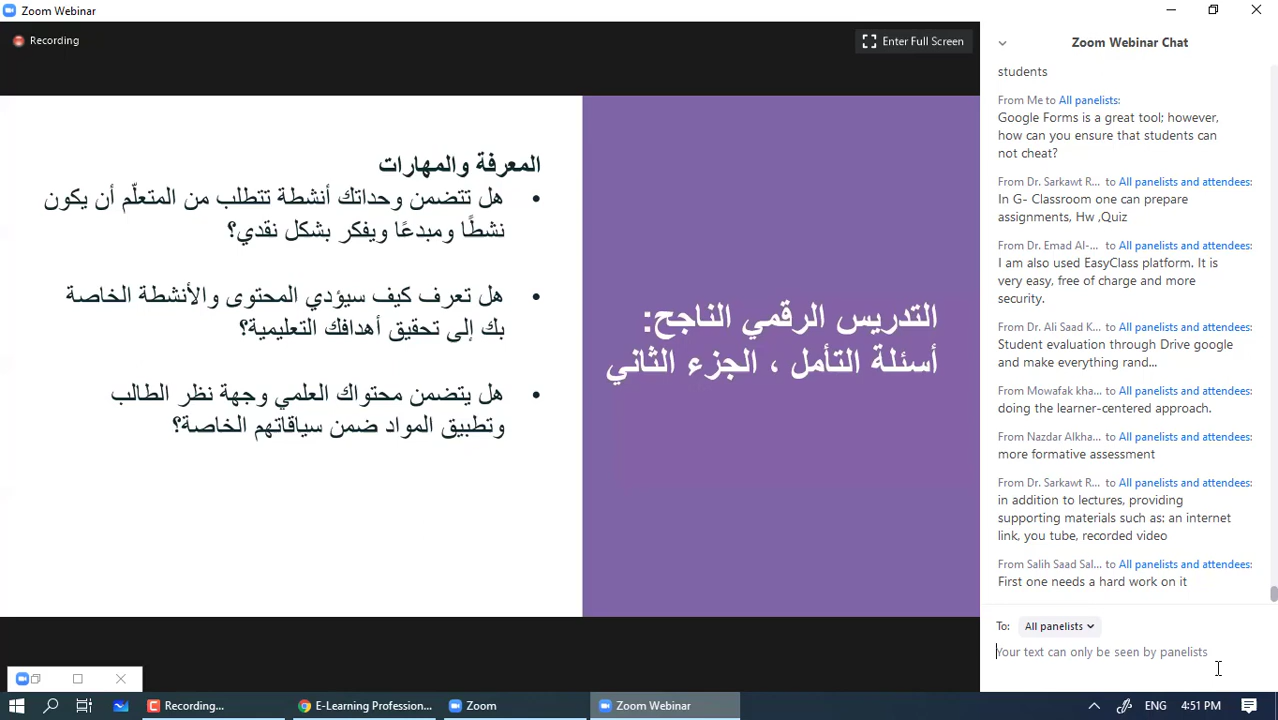 Zoom Webinar
Recording
Enter Full Screen
المعرفة والمهارات
• هل تتضمن وحداتك أنشطة تتطلب من المتعلّم أن يكون
نشطًا ومبدعًا ويفكر بشكل نقدي؟
• هل تعرف كيف سيؤدي المحتوى والأنشطة الخاصة
بك إلى تحقيق أهدافك التعليمية؟
• هل يتضمن محتواك العلمي وجهة نظر الطالب
وتطبيق المواد ضمن سياقاتهم الخاصة؟
التدريس الرقمي الناجح:
أسئلة التأمل ، الجزء الثاني
Zoom Webinar Chat
students
From Me to All panelists:
Google Forms is a great tool; however,
how can you ensure that students can
not cheat?
From Dr. Sarkawt R... to All panelists and attendees:
In G- Classroom one can prepare
assignments, Hw ,Quiz
From Dr. Emad Al-... to All panelists and attendees:
I am also used EasyClass platform. It is
very easy, free of charge and more
security.
From Dr. Ali Saad K... to All panelists and attendees:
Student evaluation through Drive google
and make everything rand...
From Mowafak kha... to All panelists and attendees:
doing the learner-centered approach.
From Nazdar Alkha... to All panelists and attendees:
more formative assessment
From Dr. Sarkawt R... to All panelists and attendees:
in addition to lectures, providing
supporting materials such as: an internet
link, you tube, recorded video
From Salih Saad Sal... to All panelists and attendees:
First one needs a hard work on it
To: All panelists
Your text can only be seen by panelists
Recording...
E-Learning Profession...
Zoom
Zoom Webinar
ENG
4:51 PM